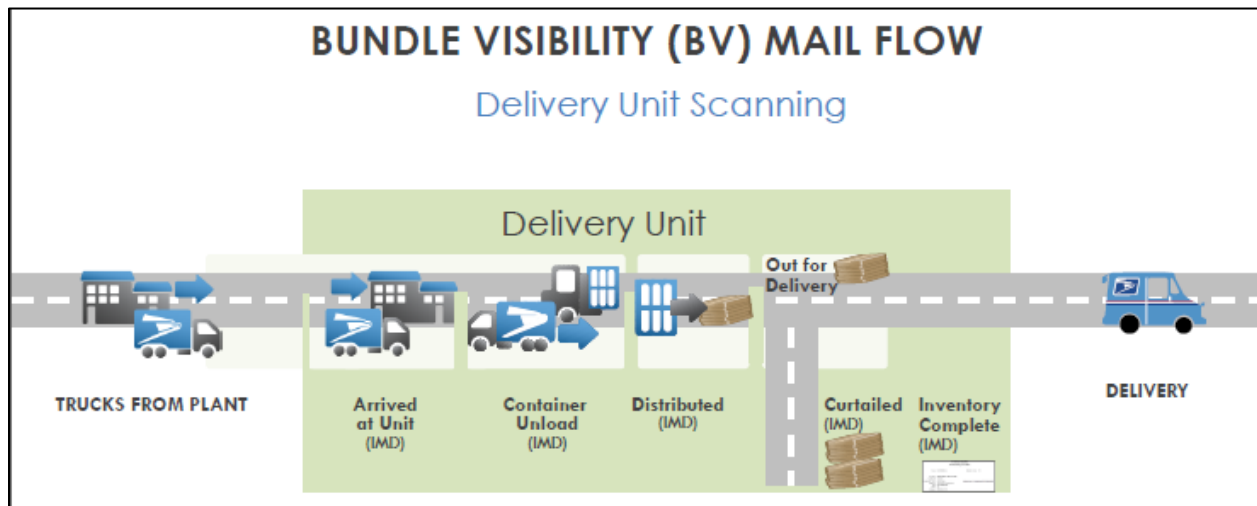 BUNDLE VISIBILITY (BV) MAIL FLOW
Delivery Unit Scanning
Delivery Unit
Out for
Delivery
TRUCKS FROM PLANT
Arrived
at Unit
(IMD)
Container
Unload
(IMD)
Distributed
(IMD)
Curtailed
(IMD)
Inventory
Complete
(IMD)
DELIVERY